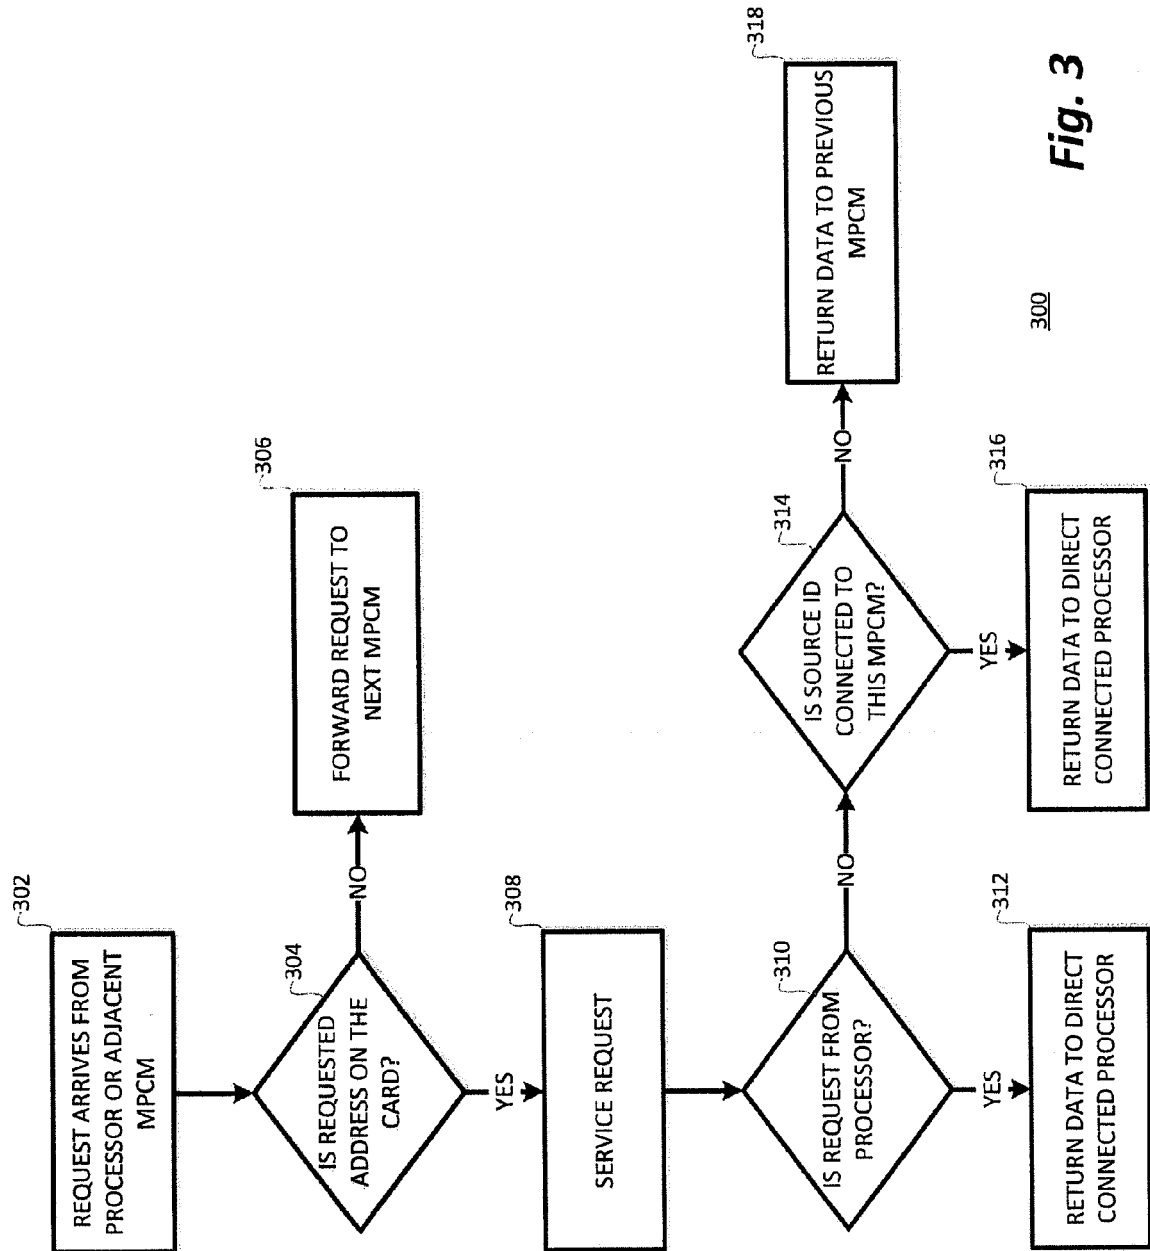 302
REQUEST ARRIVES FROM
PROCESSOR OR ADJACENT
MPCM
304
IS REQUESTED
ADDRESS ON THE
CARD?
NO
306
FORWARD REQUEST TO
NEXT MPCM
YES
308
SERVICE REQUEST
310
IS REQUEST FROM
PROCESSOR?
YES
312
RETURN DATA TO DIRECT
CONNECTED PROCESSOR
NO
314
IS SOURCE ID
CONNECTED TO
THIS MPCM?
YES
316
RETURN DATA TO DIRECT
CONNECTED PROCESSOR
NO
318
RETURN DATA TO PREVIOUS
MPCM
300
Fig. 3